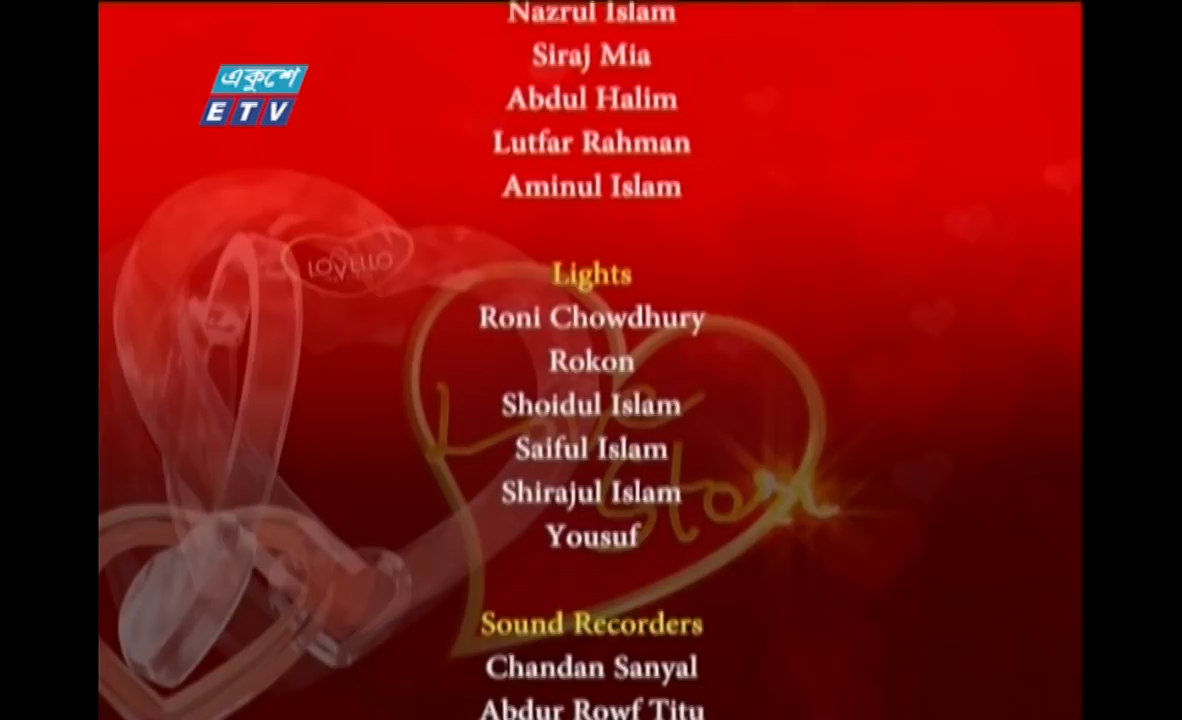 Nazrul Islam
Siraj Mia
একুশে
ETV
Abdul Halim
Lutfar Rahman
Aminul Islam
LOVELLO
Lights
Roni Chowdhury
Rokon
Shoidul Islam
Saiful Islam
Shirajul Islam
Yousuf
Sound Recorders
Chandan Sanyal
Abdur Rowf Titu